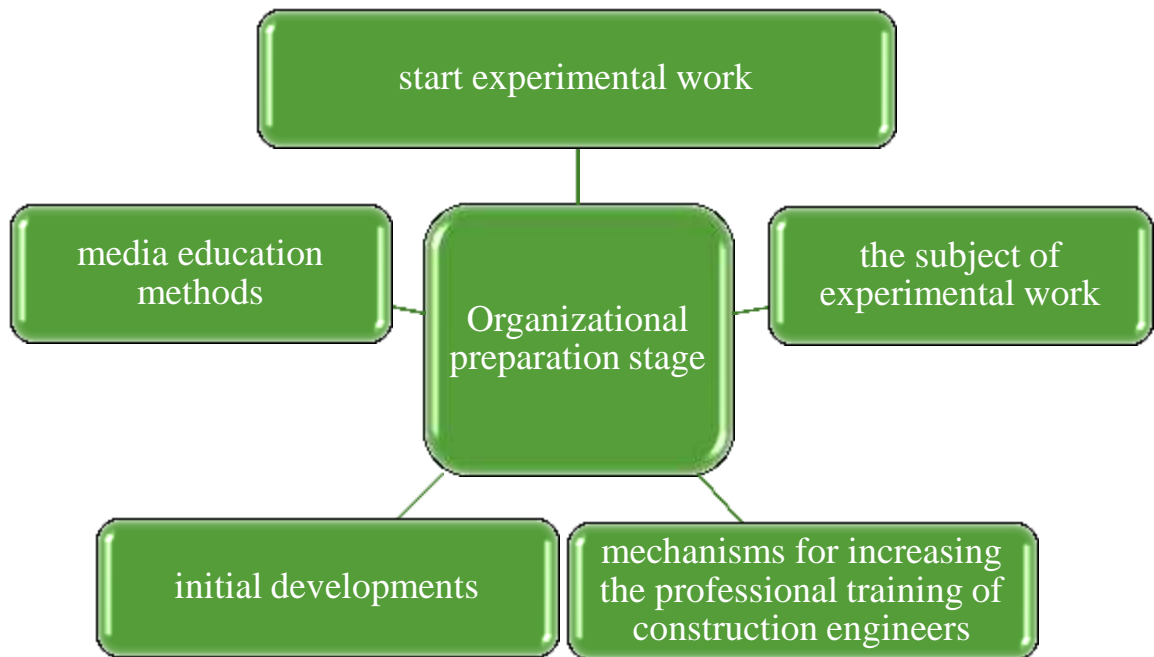 start experimental work
media education
methods
the subject of
experimental work
Organizational
preparation stage
initial developments
mechanisms for increasing
the professional training of
construction engineers